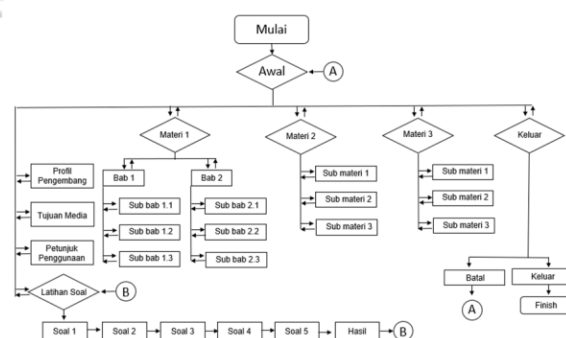 Mulai
Awal
A
Materi 1
Materi 2
Materi 3
Keluar
Profil
Pengembang
Tujuan Media
Petunjuk
Penggunaan
Bab 1
Bab 2
Sub bab 1.1
Sub bab 1.2
Sub bab 1.3
Sub bab 2.1
Sub bab 2.2
Sub bab 2.3
Sub materi 1
Sub materi 2
Sub materi 3
Sub materi 1
Sub materi 2
Sub materi 3
Batal
Keluar
A
Finish
Latihan Soal
B
Soal 1
Soal 2
Soal 3
Soal 4
Soal 5
Hasil
B